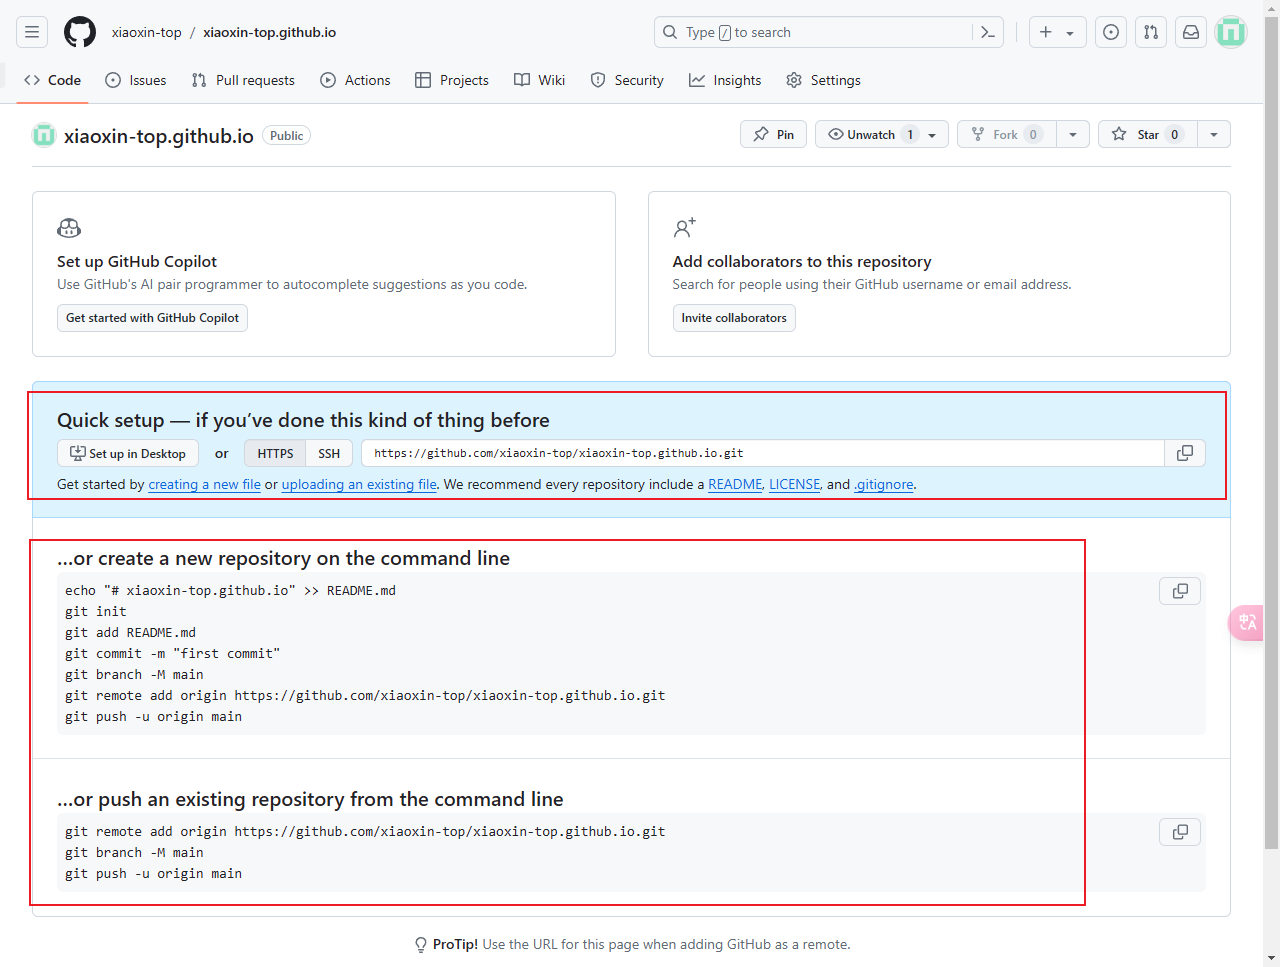 xiaoxin-top / xiaoxin-top.github.io
Type / to search
Code Issues Pull requests Actions Projects Wiki Security Insights Settings
xiaoxin-top.github.io Public
Pin Unwatch 1 Fork 0 Star 0
Set up GitHub Copilot
Use GitHub's AI pair programmer to autocomplete suggestions as you code.
Get started with GitHub Copilot
Add collaborators to this repository
Search for people using their GitHub username or email address.
Invite collaborators
Quick setup — if you’ve done this kind of thing before
Set up in Desktop or HTTPS SSH https://github.com/xiaoxin-top/xiaoxin-top.github.io.git
Get started by creating a new file or uploading an existing file. We recommend every repository include a README, LICENSE, and .gitignore.
…or create a new repository on the command line
echo "# xiaoxin-top.github.io" >> README.md
git init
git add README.md
git commit -m "first commit"
git branch -M main
git remote add origin https://github.com/xiaoxin-top/xiaoxin-top.github.io.git
git push -u origin main
…or push an existing repository from the command line
git remote add origin https://github.com/xiaoxin-top/xiaoxin-top.github.io.git
git branch -M main
git push -u origin main
ProTip! Use the URL for this page when adding GitHub as a remote.